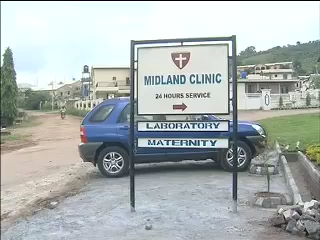 MIDLAND CLINIC
24 HOURS SERVICE
LABORATORY
MATERNITY